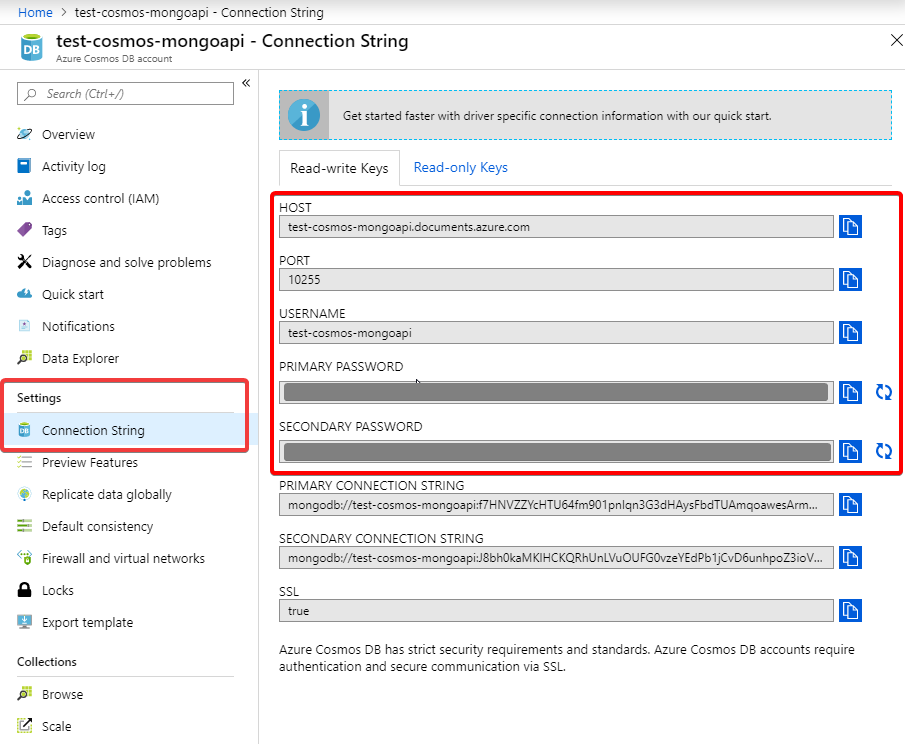 Home > test-cosmos-mongoapi - Connection String
test-cosmos-mongoapi - Connection String
Azure Cosmos DB account
Search (Ctrl+/)
Overview
Activity log
Access control (IAM)
Tags
Diagnose and solve problems
Quick start
Notifications
Data Explorer
Settings
Connection String
Preview Features
Replicate data globally
Default consistency
Firewall and virtual networks
Locks
Export template
Collections
Browse
Scale
Get started faster with driver specific connection information with our quick start.
Read-write Keys
Read-only Keys
HOST
test-cosmos-mongoapi.documents.azure.com
PORT
10255
USERNAME
test-cosmos-mongoapi
PRIMARY PASSWORD
SECONDARY PASSWORD
PRIMARY CONNECTION STRING
mongodb://test-cosmos-mongoapi:f7HNVZZYcHTU64fm901pnlqn3G3dHAysFbdTUAmqoawesArm...
SECONDARY CONNECTION STRING
mongodb://test-cosmos-mongoapi:J8bh0kaMKlHCKQRhUnLVuOUFG0vzeYEdPb1jCvD6unhpoZ3ioV...
SSL
true
Azure Cosmos DB has strict security requirements and standards. Azure Cosmos DB accounts require
authentication and secure communication via SSL.